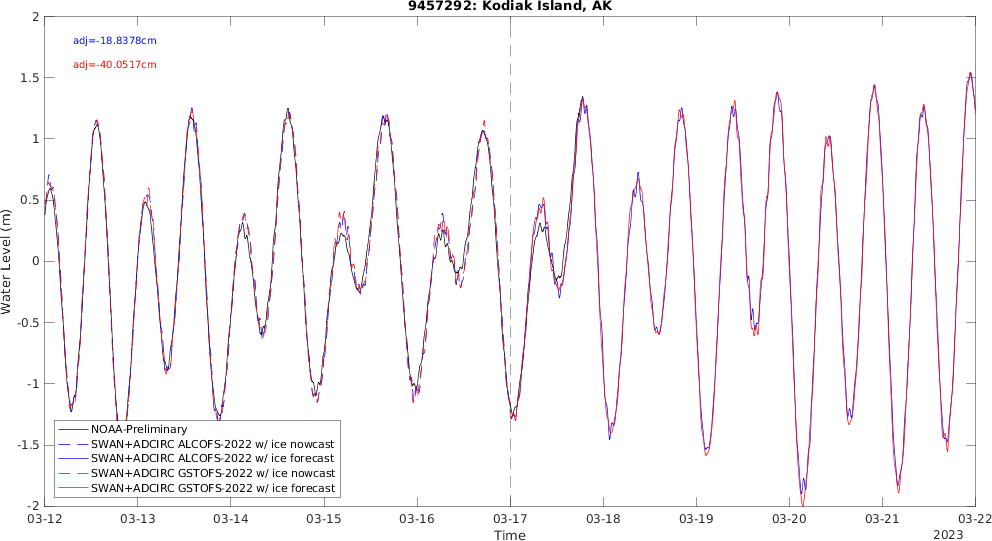 9457292: Kodiak Island, AK
adj=-18.8378cm
adj=-40.0517cm
Water Level (m)
2
1.5
1
0.5
0
-0.5
-1
-1.5
-2
NOAA-Preliminary
SWAN+ADCIRC ALCOFS-2022 w/ ice nowcast
SWAN+ADCIRC ALCOFS-2022 w/ ice forecast
SWAN+ADCIRC GSTOFS-2022 w/ ice nowcast
SWAN+ADCIRC GSTOFS-2022 w/ ice forecast
03-12 03-13 03-14 03-15 03-16 03-17 03-18 03-19 03-20 03-21 03-22
Time
2023